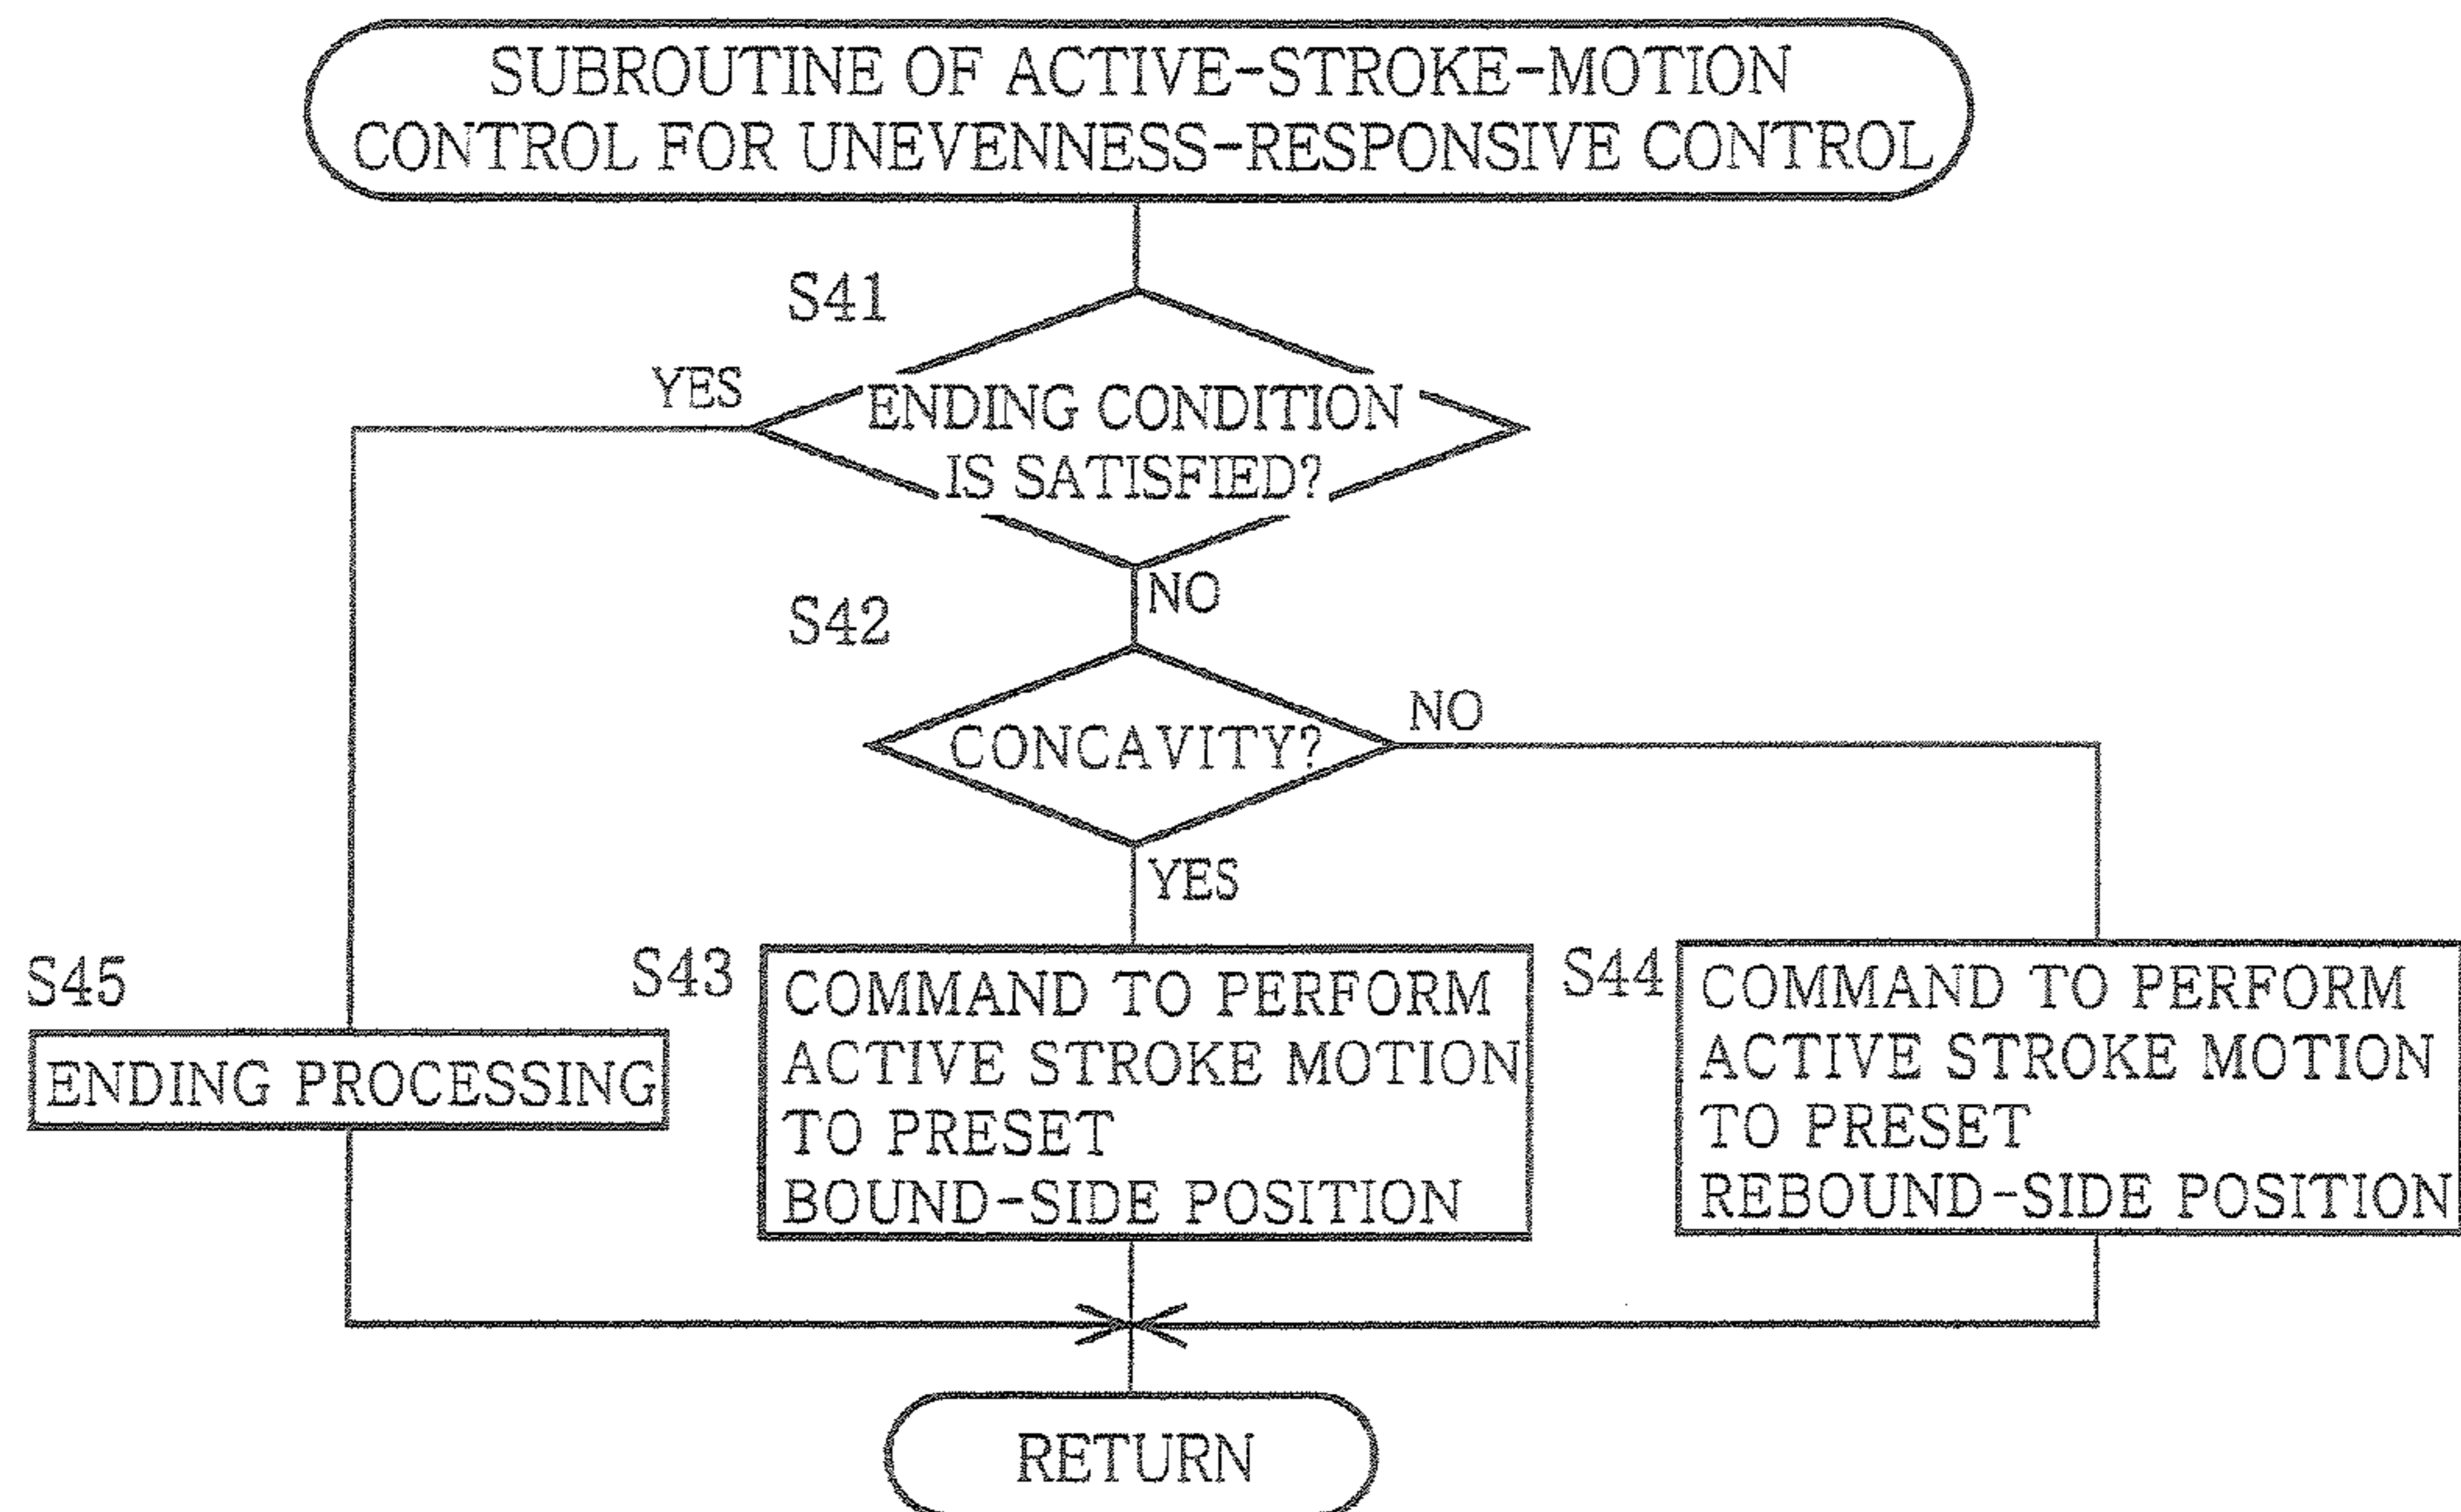 SUBROUTINE OF ACTIVE-STROKE-MOTION
CONTROL FOR UNEVENNESS-RESPONSIVE CONTROL
S41
YES
ENDING CONDITION
IS SATISFIED?
NO
S42
CONCAVITY?
NO
YES
S45
ENDING PROCESSING
S43
COMMAND TO PERFORM
ACTIVE STROKE MOTION
TO PRESET
BOUND-SIDE POSITION
S44
COMMAND TO PERFORM
ACTIVE STROKE MOTION
TO PRESET
REBOUND-SIDE POSITION
RETURN